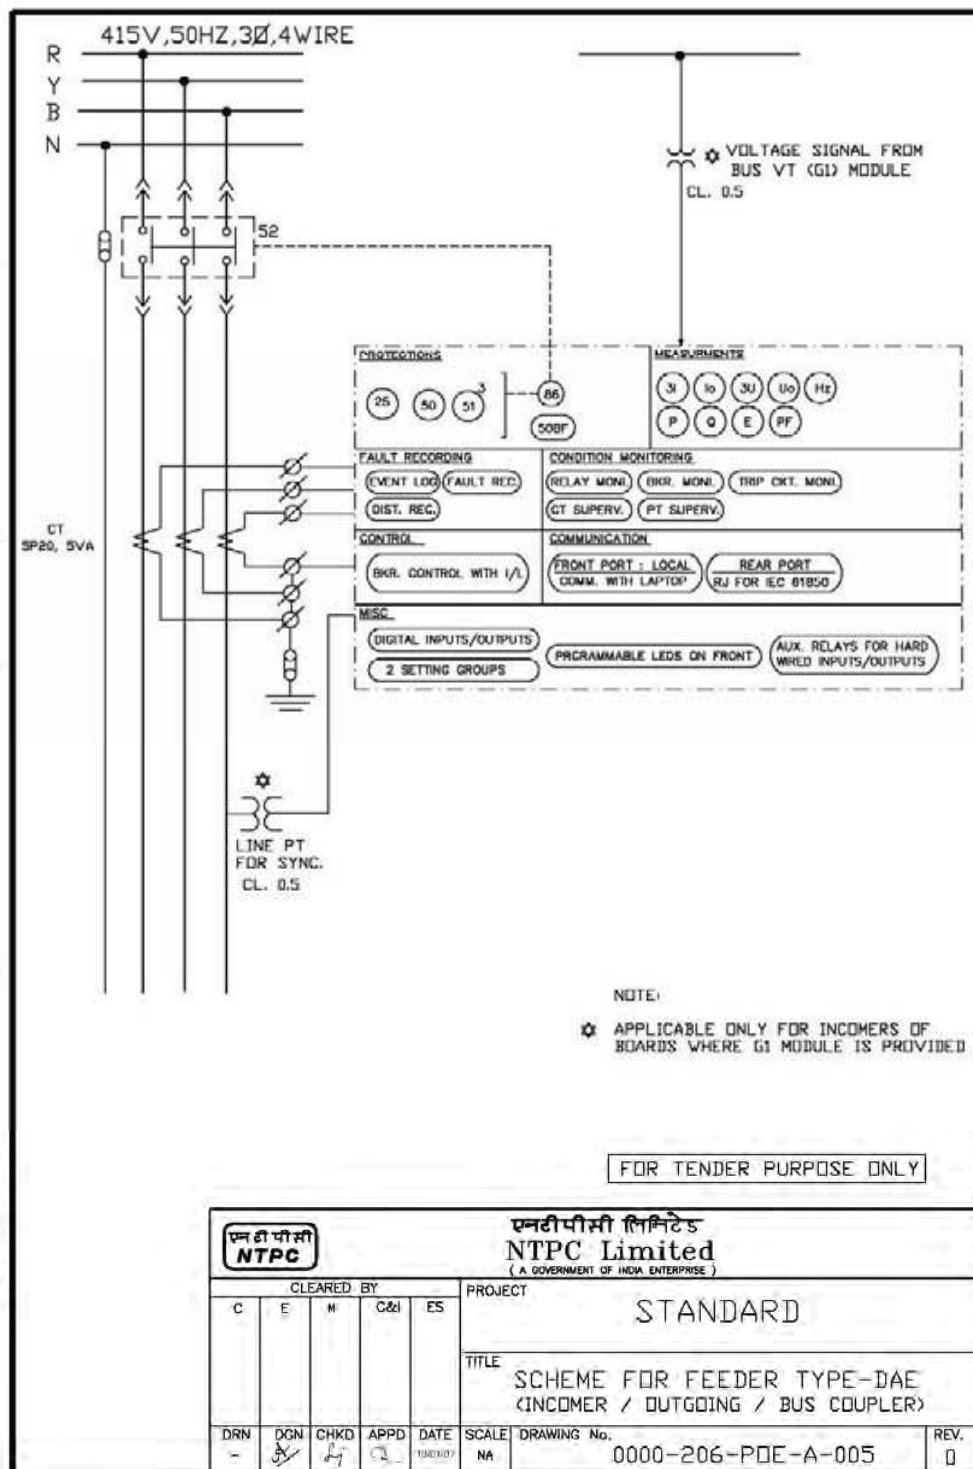 415V,50HZ,3Ø,4WIRE
R
Y
B
N
VOLTAGE SIGNAL FROM
BUS VT (G1) MODULE
CL. 0.5
52
PROTECTIONS
MEASURMENTS
25
50
51
3
86
50BF
3I
Io
3U
Uo
Hz
P
Q
E
PF
FAULT RECORDING
CONDITION MONITORING
EVENT LOG
FAULT REC.
RELAY MONI.
BKR. MONI.
TRIP CKT. MONI.
DIST. REC.
CT SUPERV.
PT SUPERV.
CT
5P20, 5VA
CONTROL
COMMUNICATION
BKR. CONTROL WITH I/L
FRONT PORT : LOCAL
COMM. WITH LAPTOP
REAR PORT
RJ FOR IEC 61850
MISC
DIGITAL INPUTS/OUTPUTS
2 SETTING GROUPS
PRGRAMMABLE LEDS ON FRONT
AUX. RELAYS FOR HARD
WIRED INPUTS/OUTPUTS
LINE PT
FOR SYNC.
CL. 0.5
NOTE:
APPLICABLE ONLY FOR INCOMERS OF
BOARDS WHERE G1 MODULE IS PROVIDED
FOR TENDER PURPOSE ONLY
एनटीपीसी
NTPC
एनटीपीसी लिमिटेड
NTPC Limited
( A GOVERNMENT OF INDIA ENTERPRISE )
CLEARED BY
C
E
M
C&I
ES
PROJECT
STANDARD
TITLE
SCHEME FOR FEEDER TYPE-DAE
(INCOMER / OUTGOING / BUS COUPLER)
DRN
DGN
CHKD
APPD
DATE
SCALE
DRAWING No.
REV.
-
NA
0000-206-POE-A-005
0